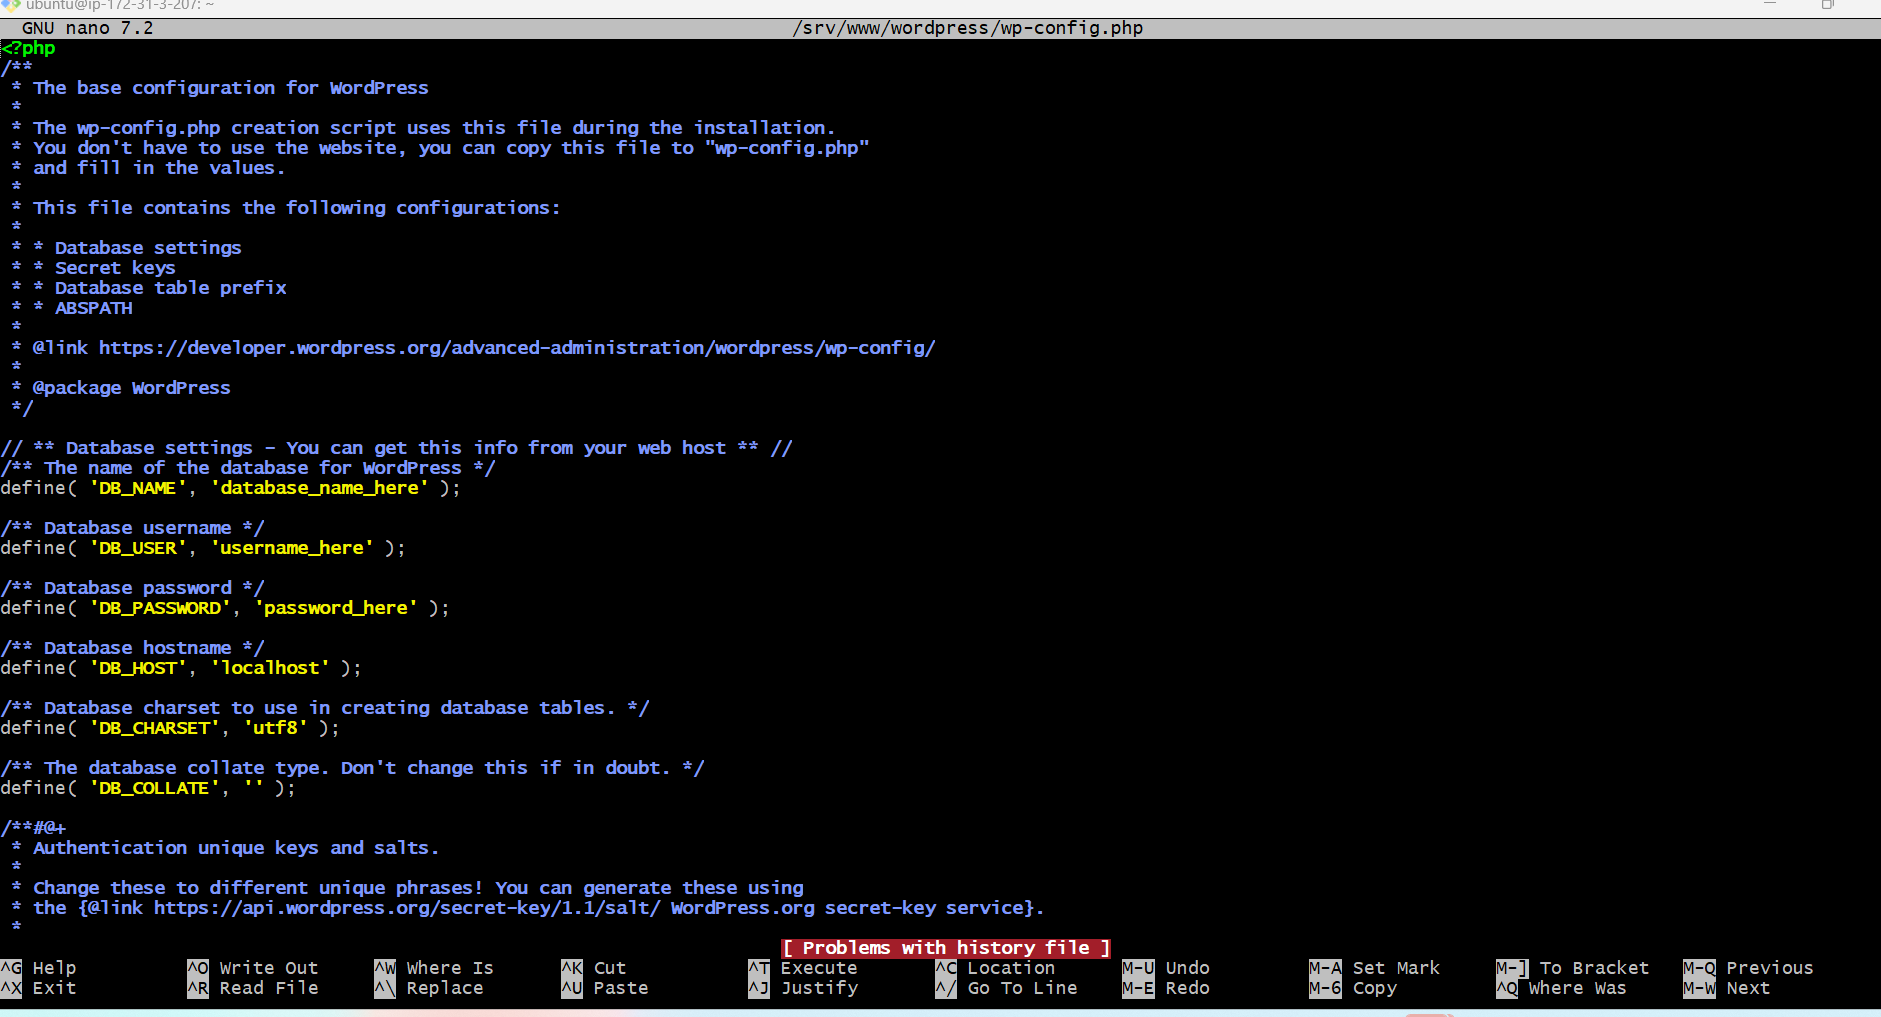 ubuntu@ip-172-31-3-207: ~
GNU nano 7.2 /srv/www/wordpress/wp-config.php
<?php
/**
 * The base configuration for WordPress
 *
 * The wp-config.php creation script uses this file during the installation.
 * You don't have to use the website, you can copy this file to "wp-config.php"
 * and fill in the values.
 *
 * This file contains the following configurations:
 *
 * * Database settings
 * * Secret keys
 * * Database table prefix
 * * ABSPATH
 *
 * @link https://developer.wordpress.org/advanced-administration/wordpress/wp-config/
 *
 * @package WordPress
 */

// ** Database settings - You can get this info from your web host ** //
/** The name of the database for WordPress */
define( 'DB_NAME', 'database_name_here' );

/** Database username */
define( 'DB_USER', 'username_here' );

/** Database password */
define( 'DB_PASSWORD', 'password_here' );

/** Database hostname */
define( 'DB_HOST', 'localhost' );

/** Database charset to use in creating database tables. */
define( 'DB_CHARSET', 'utf8' );

/** The database collate type. Don't change this if in doubt. */
define( 'DB_COLLATE', '' );

/**#@+
 * Authentication unique keys and salts.
 *
 * Change these to different unique phrases! You can generate these using
 * the {@link https://api.wordpress.org/secret-key/1.1/salt/ WordPress.org secret-key service}.
 *
[ Problems with history file ]
^G Help ^O Write Out ^W Where Is ^K Cut ^T Execute ^C Location M-U Undo M-A Set Mark M-] To Bracket M-Q Previous
^X Exit ^R Read File ^\ Replace ^U Paste ^J Justify ^/ Go To Line M-E Redo M-6 Copy ^Q Where Was M-W Next